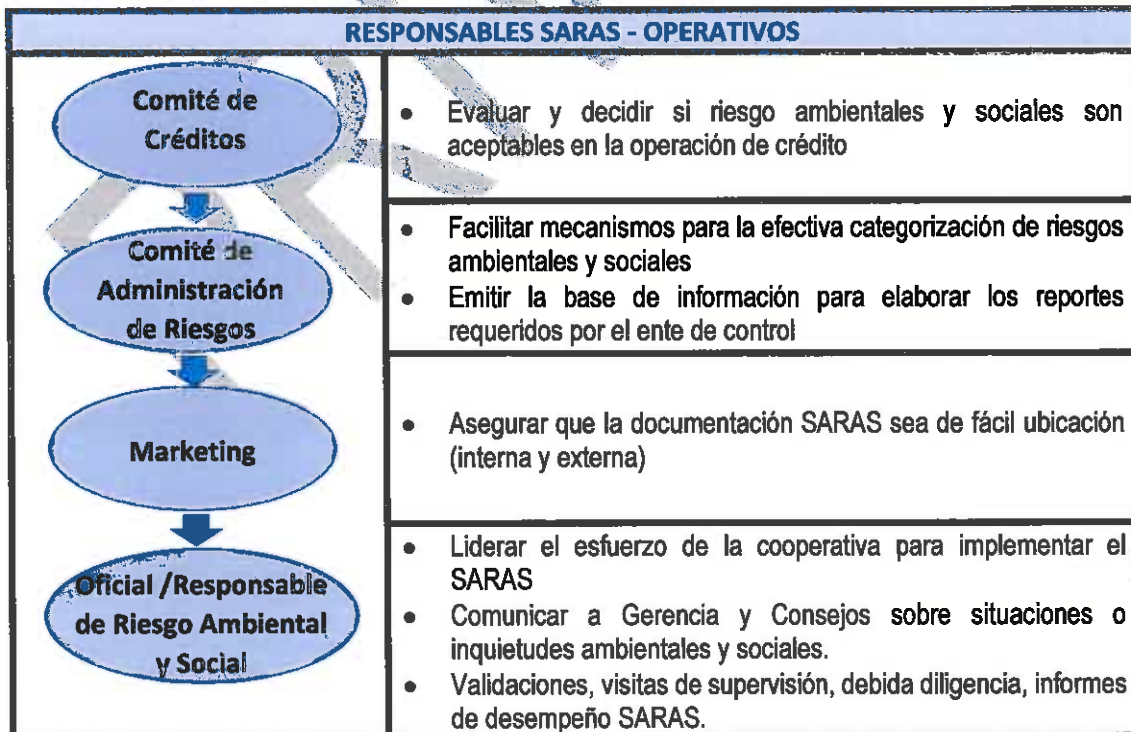 RESPONSABLES SARAS - OPERATIVOS
Comité de
Créditos
• Evaluar y decidir si riesgo ambientales y sociales son
aceptables en la operación de crédito
Comité de
Administración
de Riesgos
• Facilitar mecanismos para la efectiva categorización de riesgos
ambientales y sociales
• Emitir la base de información para elaborar los reportes
requeridos por el ente de control
Marketing
• Asegurar que la documentación SARAS sea de fácil ubicación
(interna y externa)
Oficial /Responsable
de Riesgo Ambiental
y Social
• Liderar el esfuerzo de la cooperativa para implementar el
SARAS
• Comunicar a Gerencia y Consejos sobre situaciones o
inquietudes ambientales y sociales.
• Validaciones, visitas de supervisión, debida diligencia, informes
de desempeño SARAS.